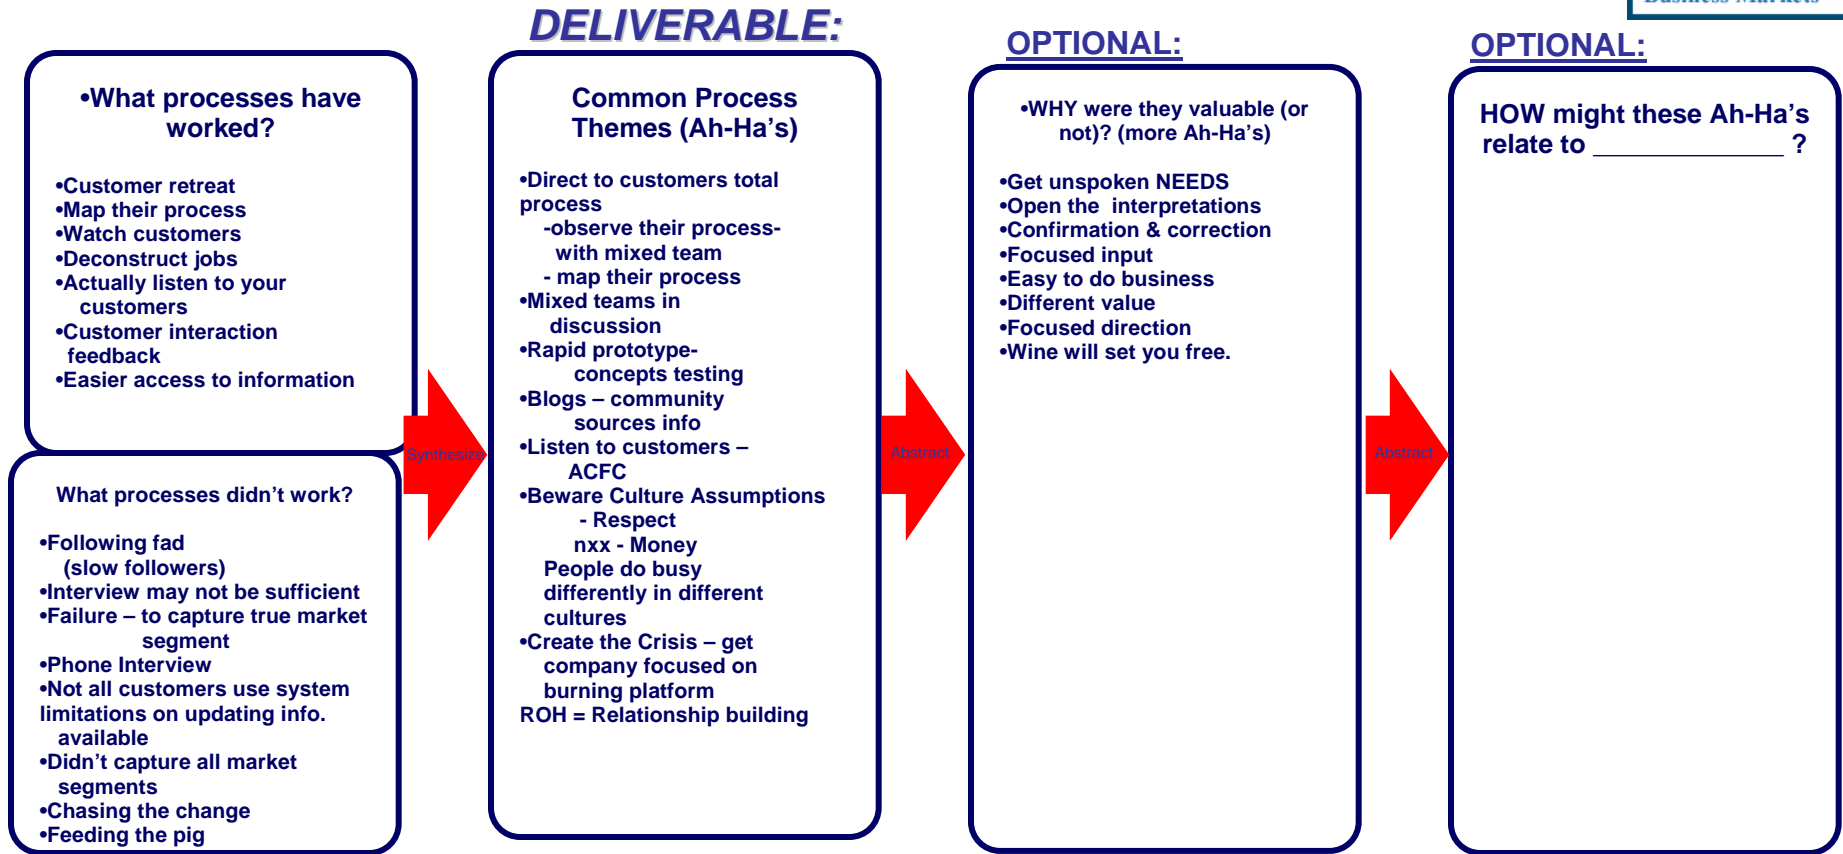 DELIVERABLE:
OPTIONAL:
OPTIONAL:
•What processes have
worked?
•Customer retreat
•Map their process
•Watch customers
•Deconstruct jobs
•Actually listen to your
customers
•Customer interaction
feedback
•Easier access to information
What processes didn’t work?
•Following fad
(slow followers)
•Interview may not be sufficient
•Failure – to capture true market
segment
•Phone Interview
•Not all customers use system
limitations on updating info.
available
•Didn’t capture all market
segments
•Chasing the change
•Feeding the pig
Synthesize
Common Process
Themes (Ah-Ha’s)
•Direct to customers total
process
-observe their process-
with mixed team
- map their process
•Mixed teams in
discussion
•Rapid prototype-
concepts testing
•Blogs – community
sources info
•Listen to customers –
ACFC
•Beware Culture Assumptions
- Respect
nxx - Money
People do busy
differently in different
cultures
•Create the Crisis – get
company focused on
burning platform
ROH = Relationship building
Abstract
•WHY were they valuable (or
not)? (more Ah-Ha’s)
•Get unspoken NEEDS
•Open the interpretations
•Confirmation & correction
•Focused input
•Easy to do business
•Different value
•Focused direction
•Wine will set you free.
Abstract
HOW might these Ah-Ha’s
relate to _____________ ?